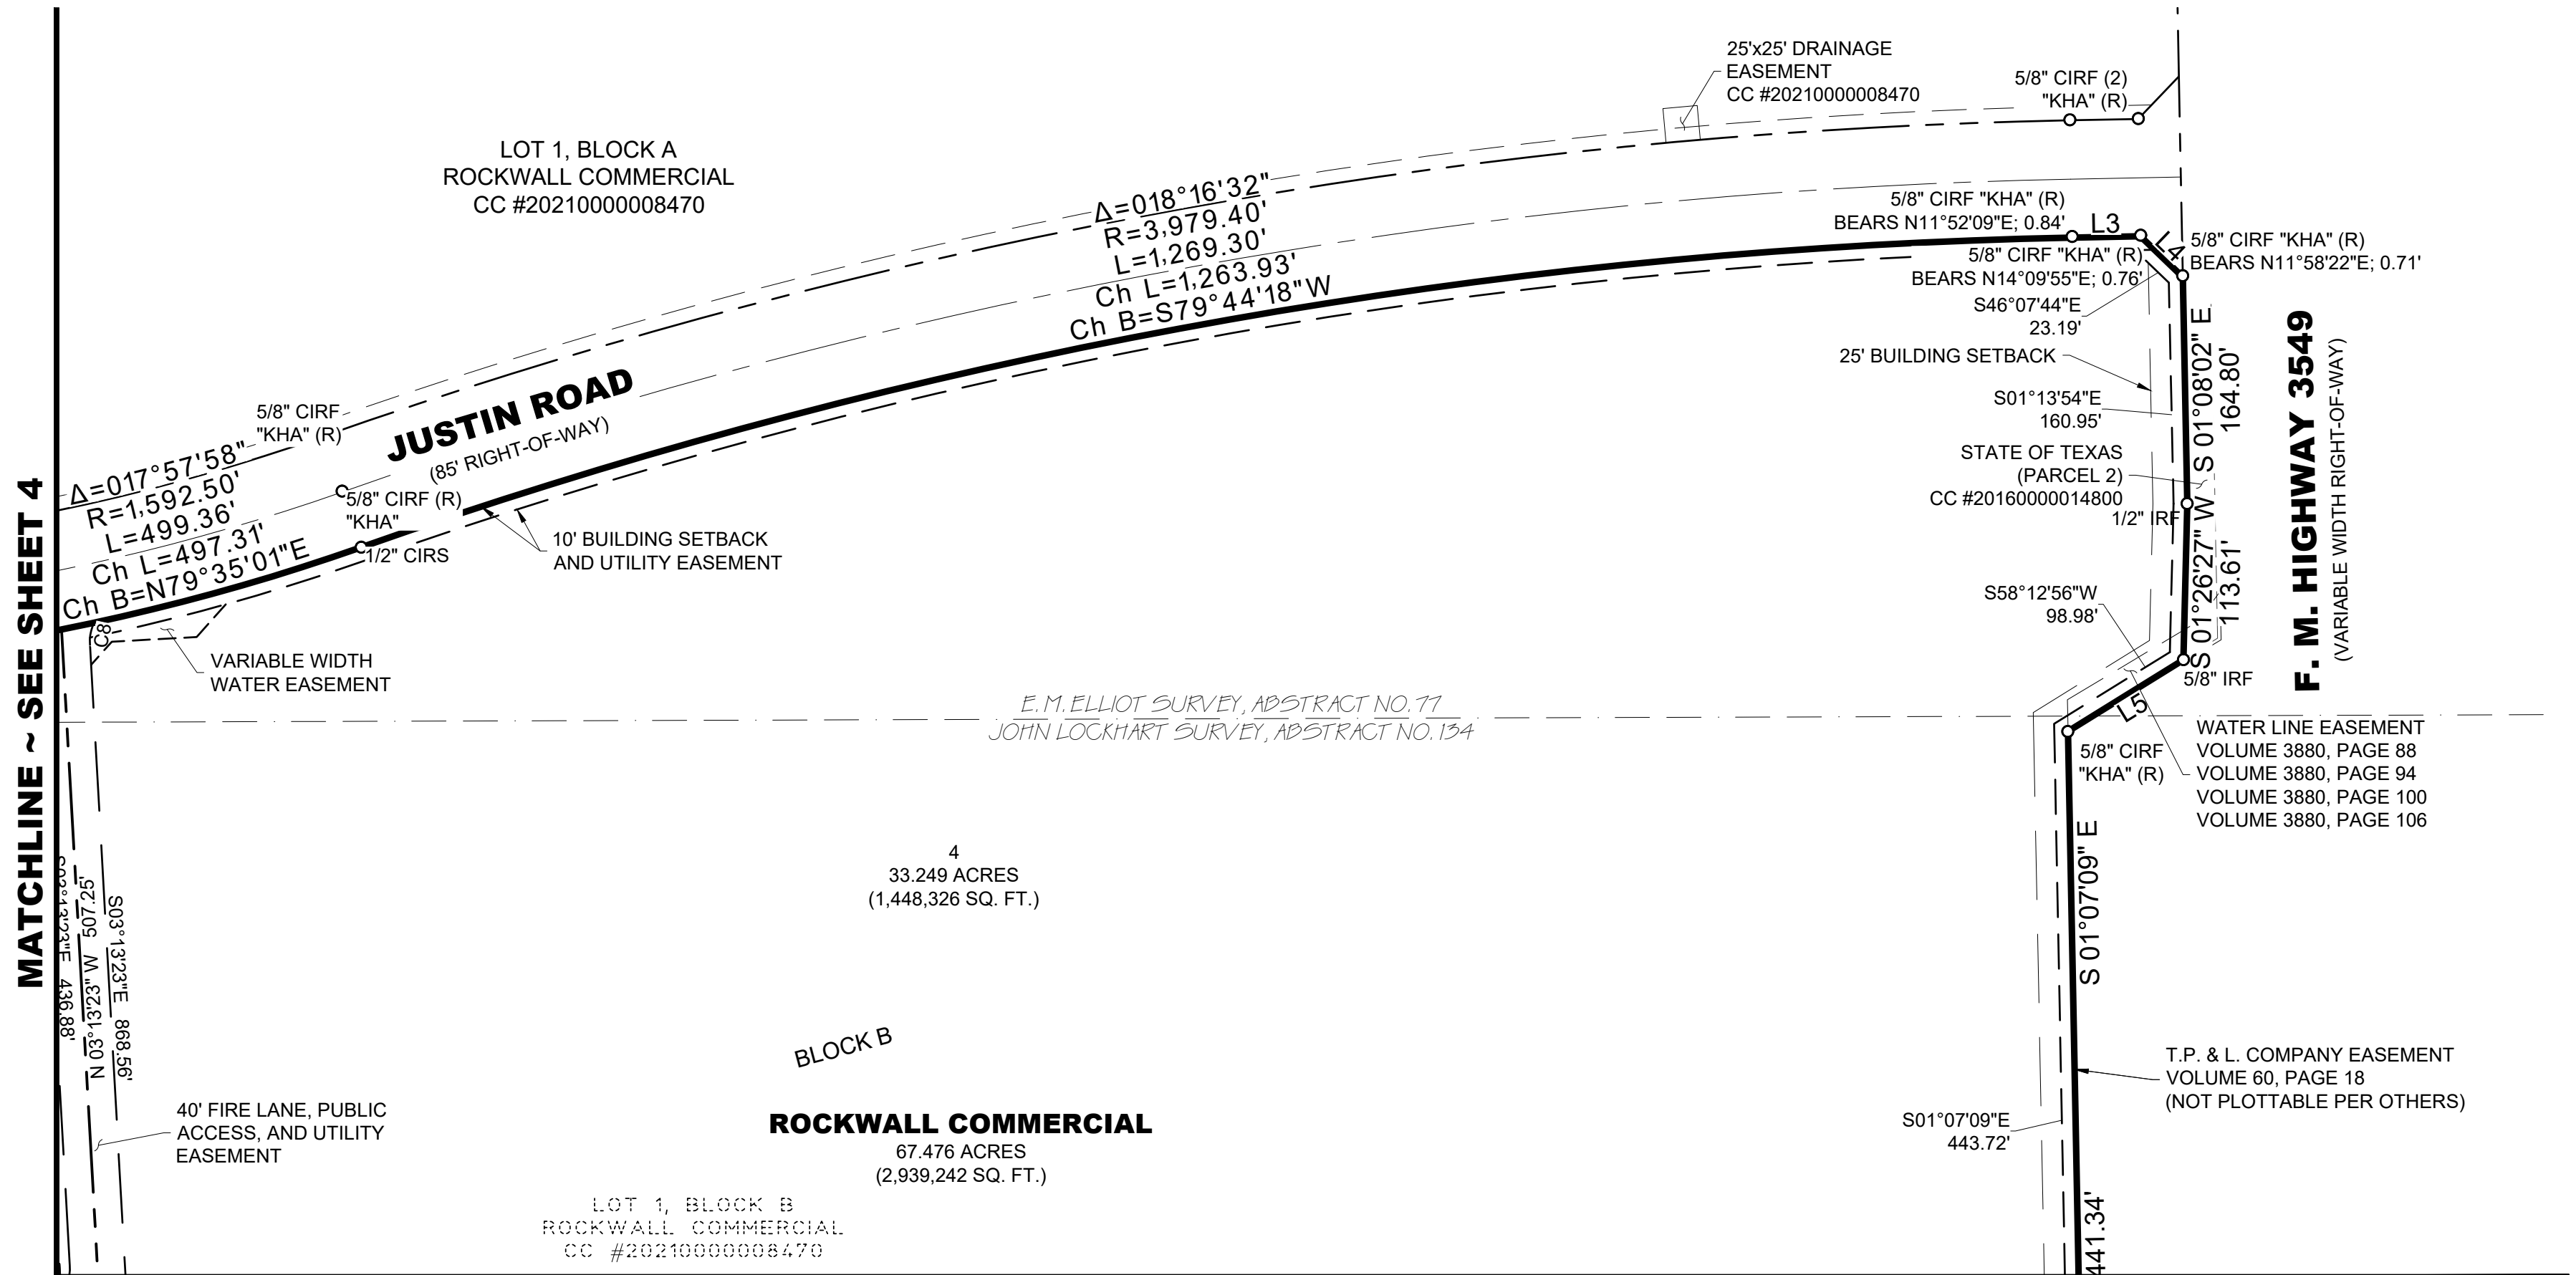 MATCHLINE ~ SEE SHEET 4
LOT 1, BLOCK A
ROCKWALL COMMERCIAL
CC #20210000008470
25'x25' DRAINAGE
EASEMENT
CC #20210000008470
5/8" CIRF (2)
"KHA" (R)
Δ=018°16'32"
R=3,979.40'
L=1,269.30'
Ch L=1,263.93'
Ch B=S79°44'18"W
5/8" CIRF "KHA" (R)
BEARS N11°52'09"E; 0.84'
L3
L4
5/8" CIRF "KHA" (R)
BEARS N11°58'22"E; 0.71'
5/8" CIRF "KHA" (R)
BEARS N14°09'55"E; 0.76'
S46°07'44"E
23.19'
25' BUILDING SETBACK
S01°13'54"E
160.95'
STATE OF TEXAS
(PARCEL 2)
CC #20160000014800
1/2" IRF
S 01°08'02" E
164.80'
S 01°26'27" W
113.61'
F. M. HIGHWAY 3549
(VARIABLE WIDTH RIGHT-OF-WAY)
5/8" CIRF
"KHA" (R)
JUSTIN ROAD
(85' RIGHT-OF-WAY)
Δ=017°57'58"
R=1,592.50'
L=499.36'
Ch L=497.31'
Ch B=N79°35'01"E
5/8" CIRF (R)
"KHA"
1/2" CIRS
10' BUILDING SETBACK
AND UTILITY EASEMENT
C8
VARIABLE WIDTH
WATER EASEMENT
S58°12'56"W
98.98'
5/8" IRF
L5
E. M. ELLIOT SURVEY, ABSTRACT NO. 77
JOHN LOCKHART SURVEY, ABSTRACT NO. 134
5/8" CIRF
"KHA" (R)
WATER LINE EASEMENT
VOLUME 3880, PAGE 88
VOLUME 3880, PAGE 94
VOLUME 3880, PAGE 100
VOLUME 3880, PAGE 106
4
33.249 ACRES
(1,448,326 SQ. FT.)
S03°13'23"E 436.88'
N 03°13'23" W 507.25'
S03°13'23"E 868.56'
S 01°07'09" E
441.34'
BLOCK B
40' FIRE LANE, PUBLIC
ACCESS, AND UTILITY
EASEMENT
ROCKWALL COMMERCIAL
67.476 ACRES
(2,939,242 SQ. FT.)
S01°07'09"E
443.72'
T.P. & L. COMPANY EASEMENT
VOLUME 60, PAGE 18
(NOT PLOTTABLE PER OTHERS)
LOT 1, BLOCK B
ROCKWALL COMMERCIAL
CC #20210000008470